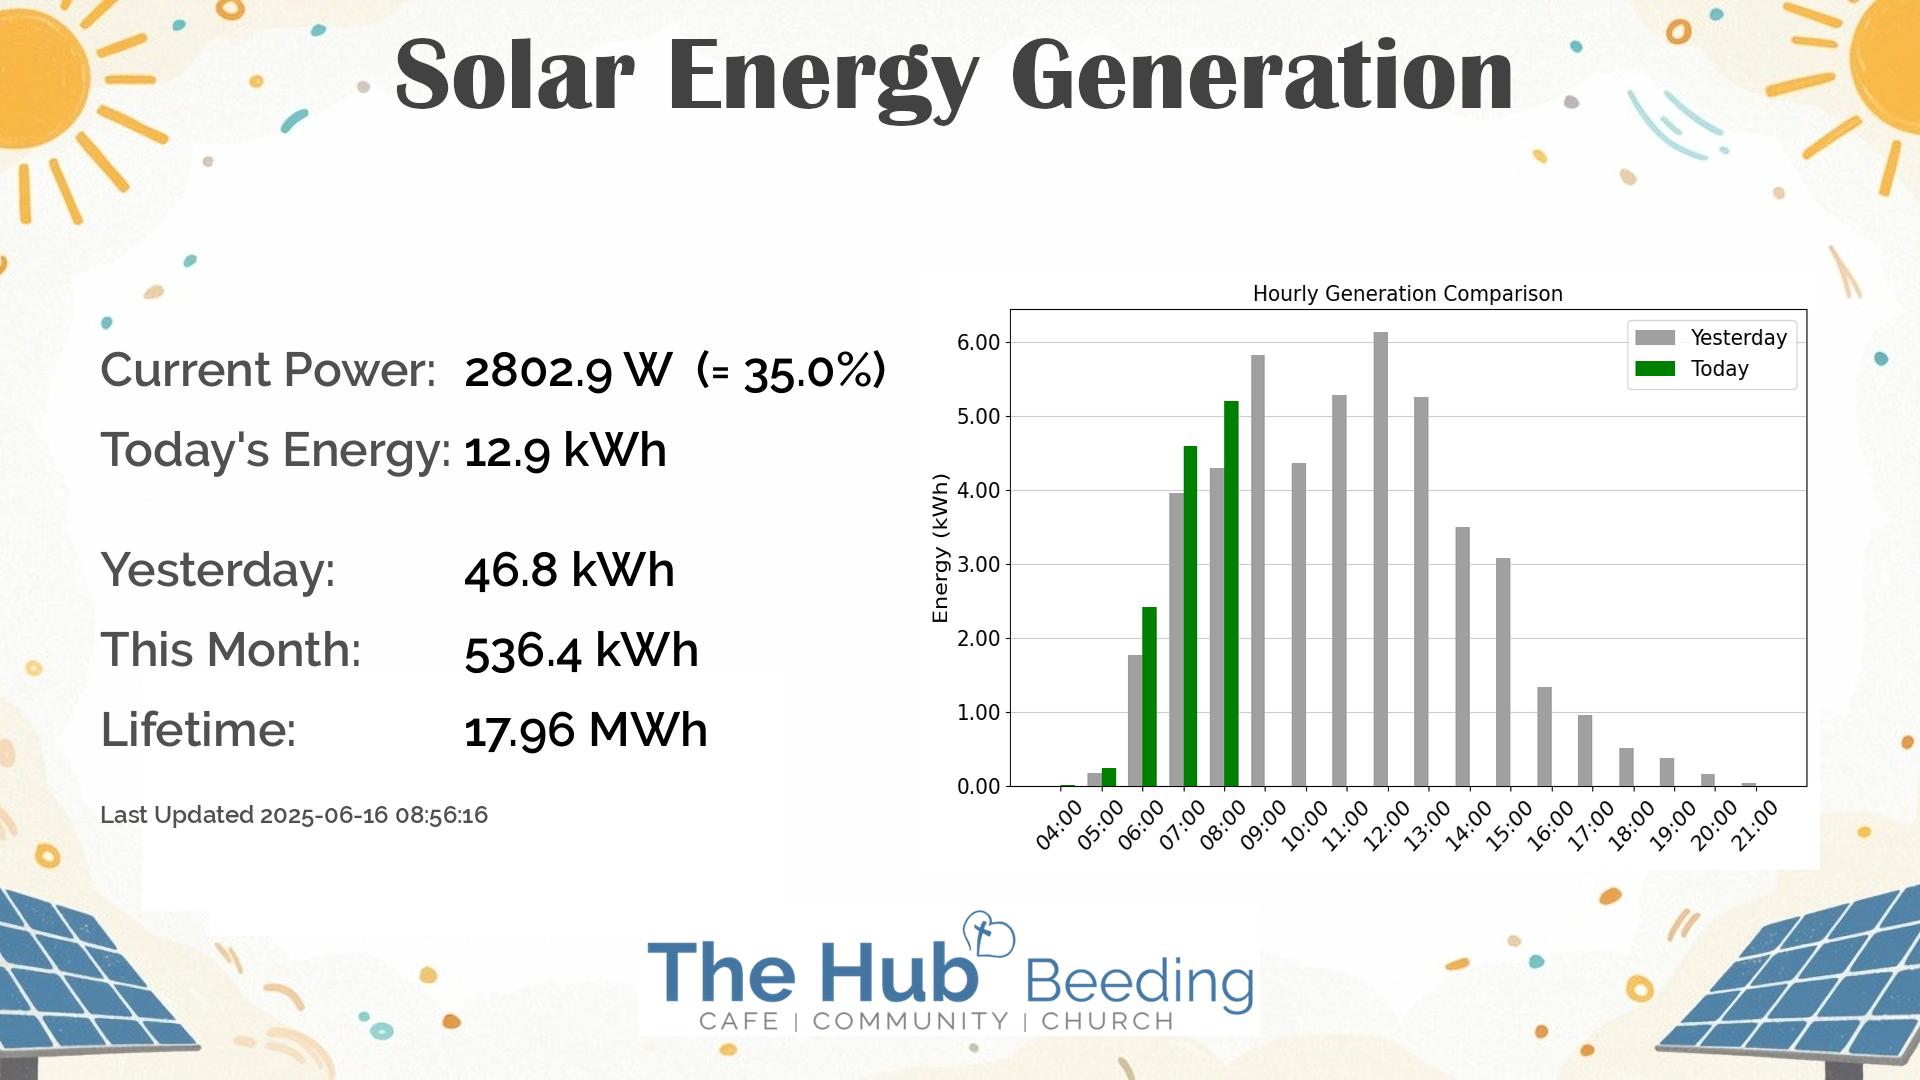 Solar Energy Generation
Current Power: 2802.9 W (= 35.0%)
Today's Energy: 12.9 kWh
Yesterday: 46.8 kWh
This Month: 536.4 kWh
Lifetime: 17.96 MWh
Last Updated 2025-06-16 08:56:16
Hourly Generation Comparison
Yesterday
Today
Energy (kWh)
6.00
5.00
4.00
3.00
2.00
1.00
0.00
04:00 05:00 06:00 07:00 08:00 09:00 10:00 11:00 12:00 13:00 14:00 15:00 16:00 17:00 18:00 19:00 20:00 21:00
The Hub Beeding
CAFE | COMMUNITY | CHURCH